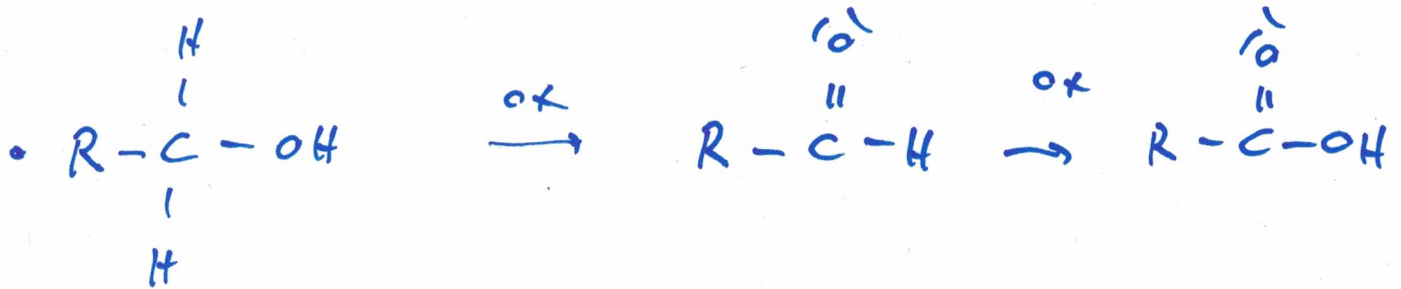 H |O| |O|
| ox || ox ||
• R - C - OH → R - C - H → R - C - OH
|
H